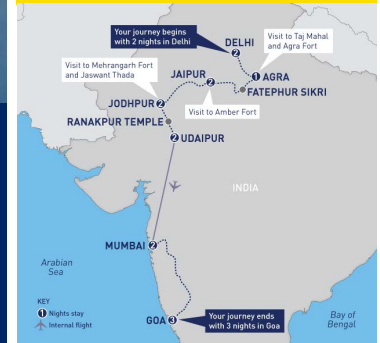 Your journey begins
with 2 nights in Delhi
DELHI
2
Visit to Taj Mahal
and Agra Fort
Visit to Mehrangarh Fort
and Jaswant Thada
JAIPUR
2
1 AGRA
FATEPHUR SIKRI
JODHPUR 2
Visit to Amber Fort
RANAKPUR TEMPLE
2 UDAIPUR
INDIA
MUMBAI 2
Arabian
Sea
KEY
1 Nights stay
Internal flight
GOA 3
Your journey ends
with 3 nights in Goa
Bay of
Bengal